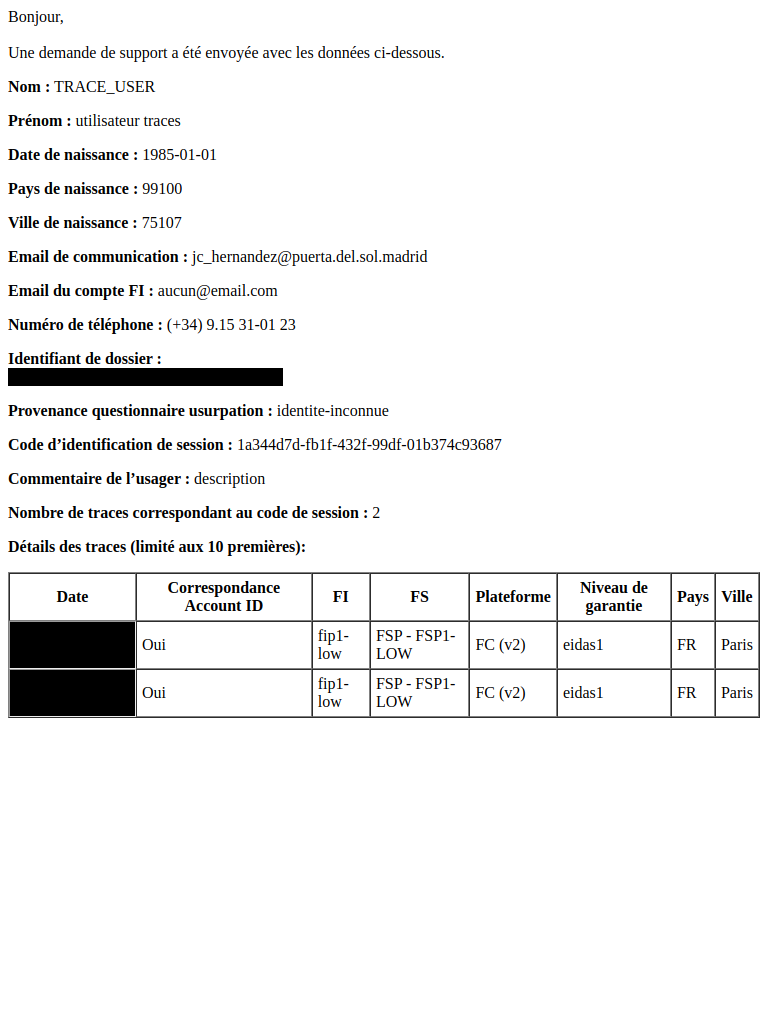 Bonjour,
Une demande de support a été envoyée avec les données ci-dessous.
Nom : TRACE_USER
Prénom : utilisateur traces
Date de naissance : 1985-01-01
Pays de naissance : 99100
Ville de naissance : 75107
Email de communication : jc_hernandez@puerta.del.sol.madrid
Email du compte FI : aucun@email.com
Numéro de téléphone : (+34) 9.15 31-01 23
Identifiant de dossier :
Provenance questionnaire usurpation : identite-inconnue
Code d’identification de session : 1a344d7d-fb1f-432f-99df-01b374c93687
Commentaire de l’usager : description
Nombre de traces correspondant au code de session : 2
Détails des traces (limité aux 10 premières):
Date Correspondance Account ID FI FS Plateforme Niveau de garantie Pays Ville
Oui fip1-low FSP - FSP1-LOW FC (v2) eidas1 FR Paris
Oui fip1-low FSP - FSP1-LOW FC (v2) eidas1 FR Paris